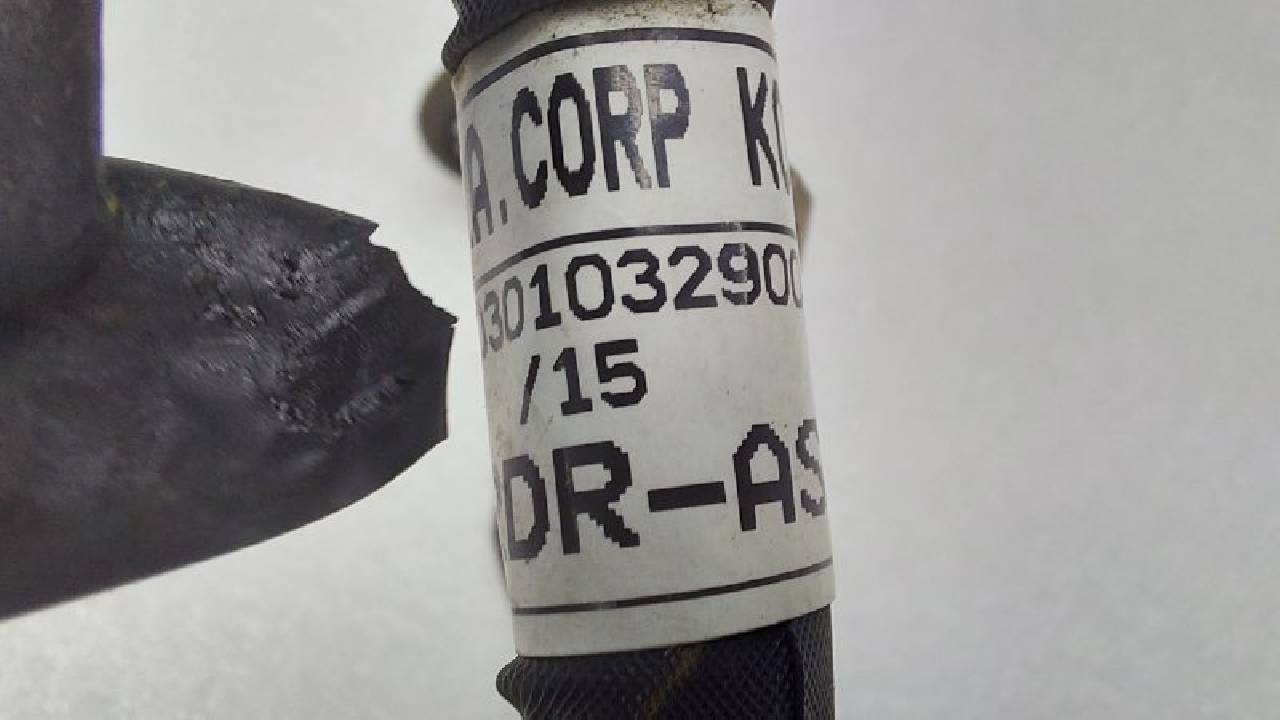 A.CORP K
301032900
/15
DR-AS